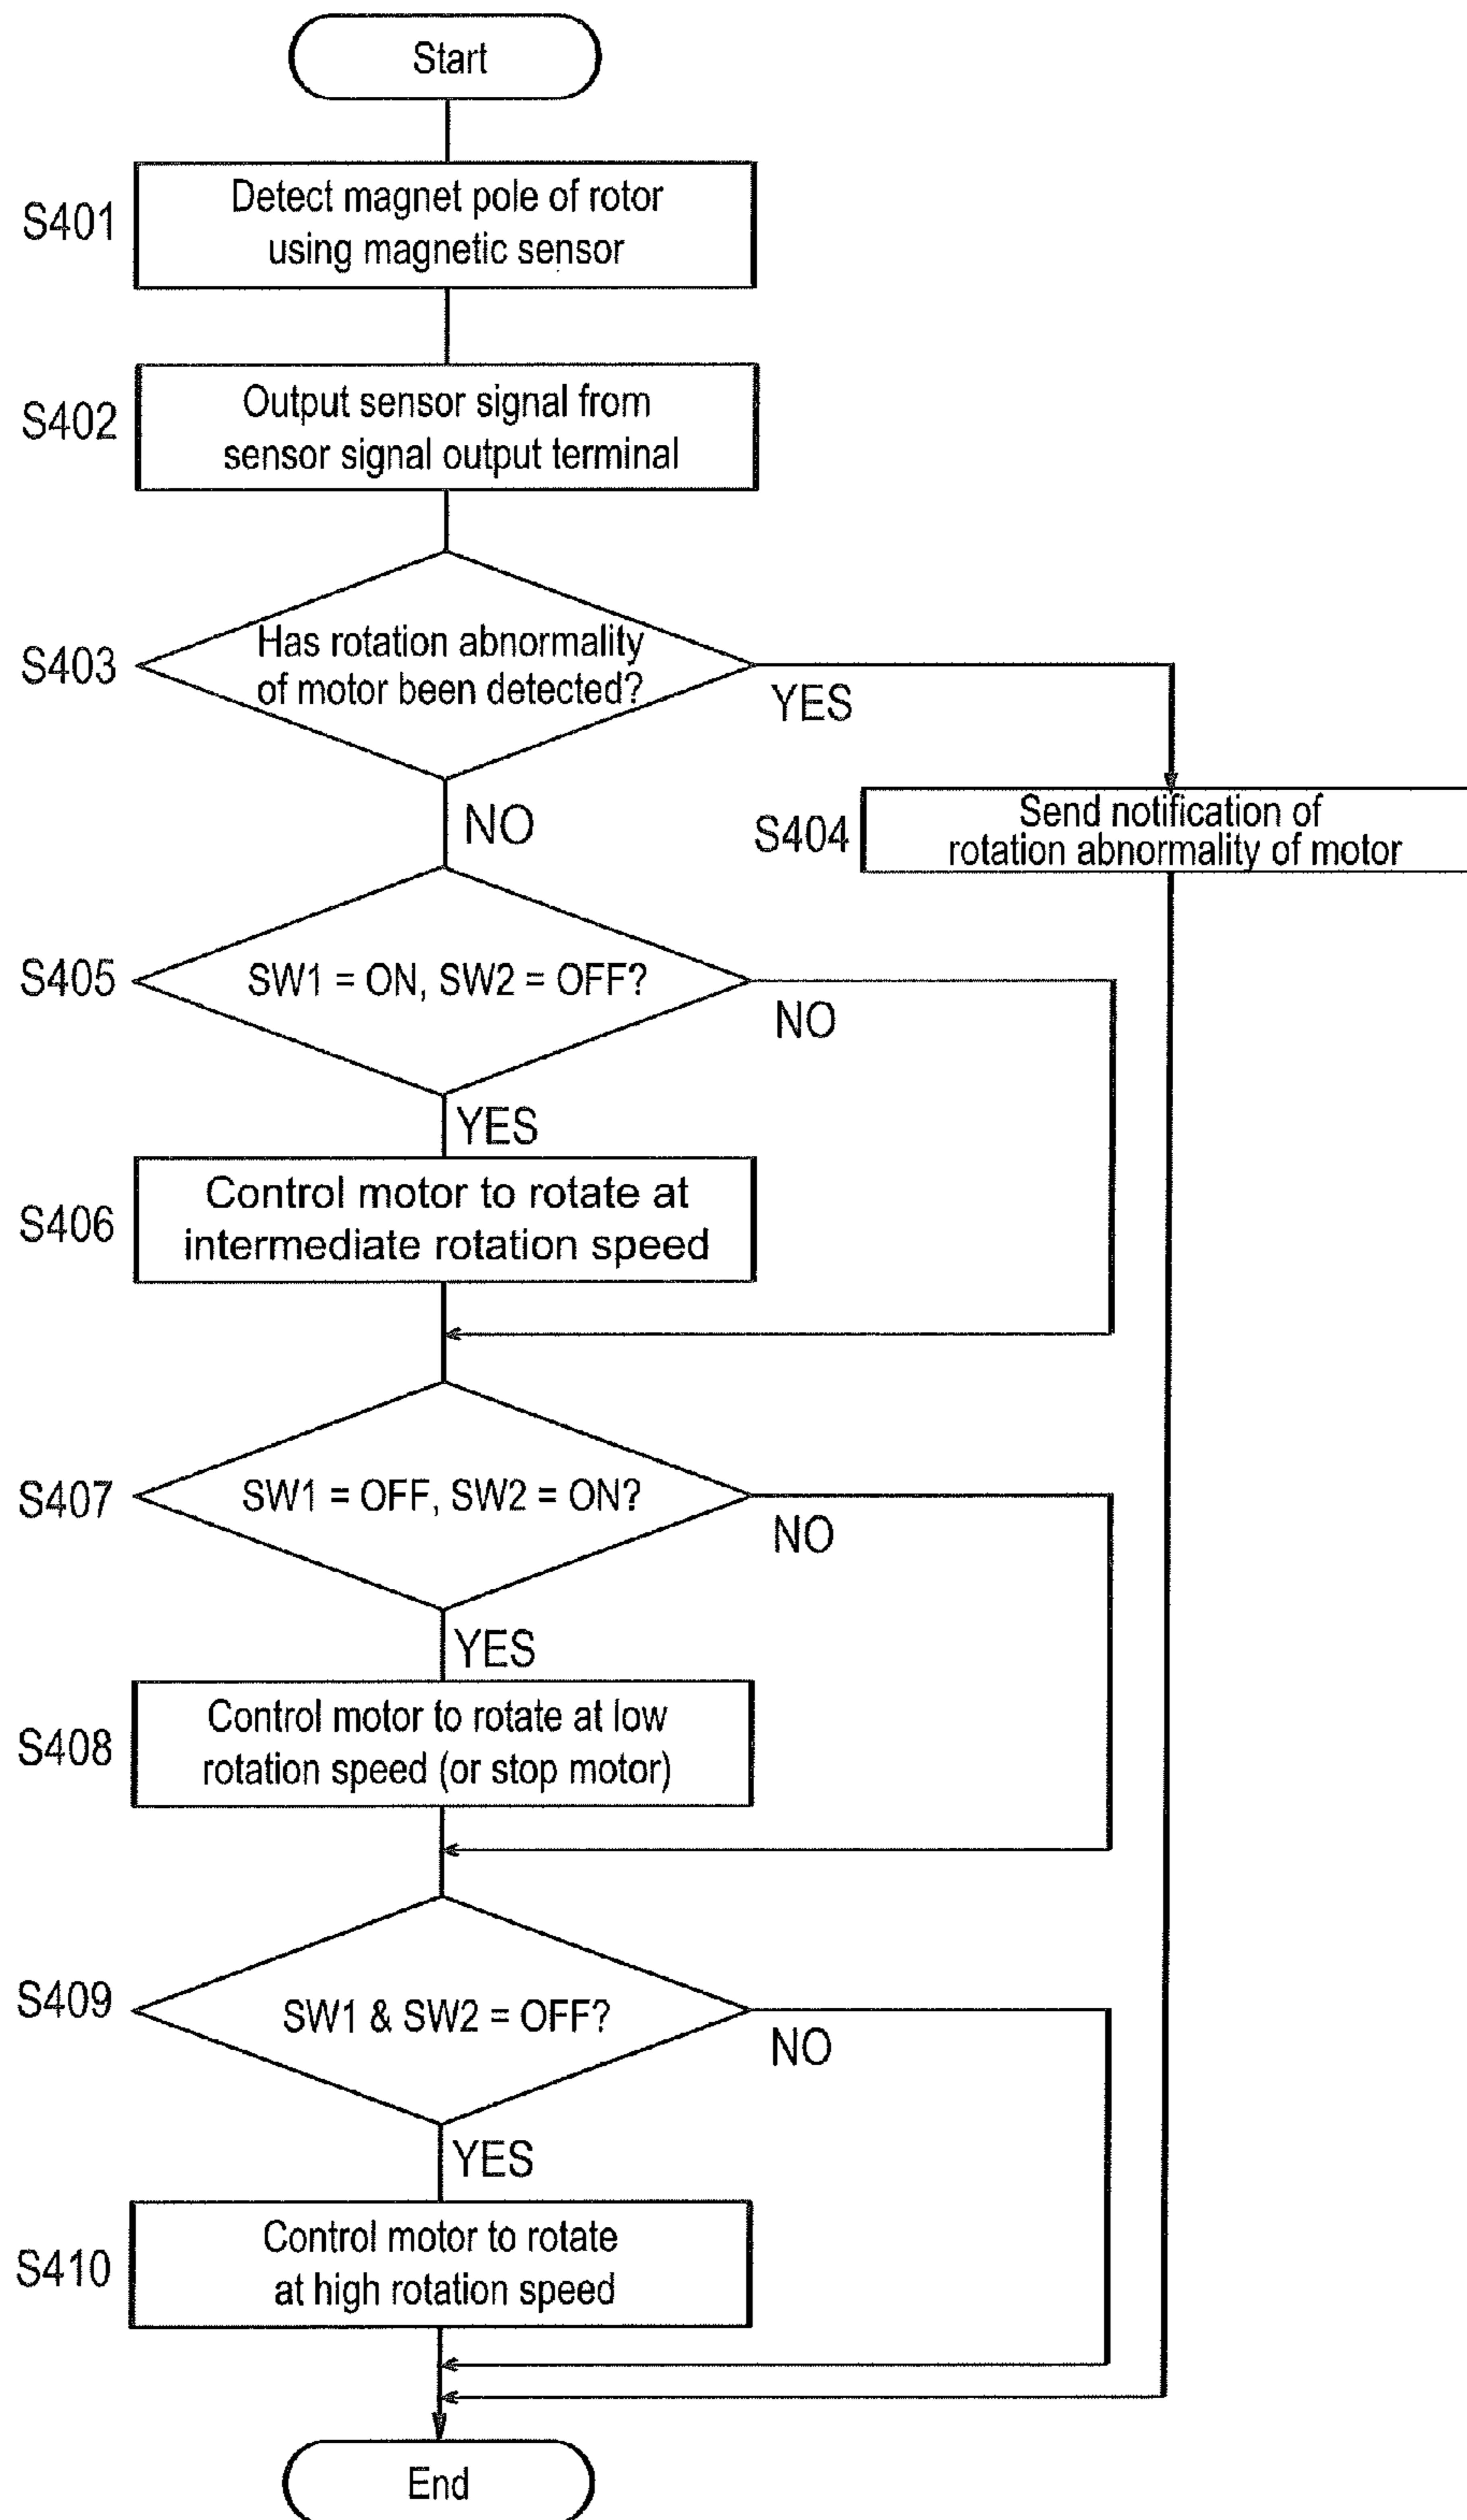 Start
S401
Detect magnet pole of rotor
using magnetic sensor
S402
Output sensor signal from
sensor signal output terminal
S403
Has rotation abnormality
of motor been detected?
YES
NO
S404
Send notification of
rotation abnormality of motor
S405
SW1 = ON, SW2 = OFF?
NO
YES
S406
Control motor to rotate at
intermediate rotation speed
S407
SW1 = OFF, SW2 = ON?
NO
YES
S408
Control motor to rotate at low
rotation speed (or stop motor)
S409
SW1 & SW2 = OFF?
NO
YES
S410
Control motor to rotate
at high rotation speed
End